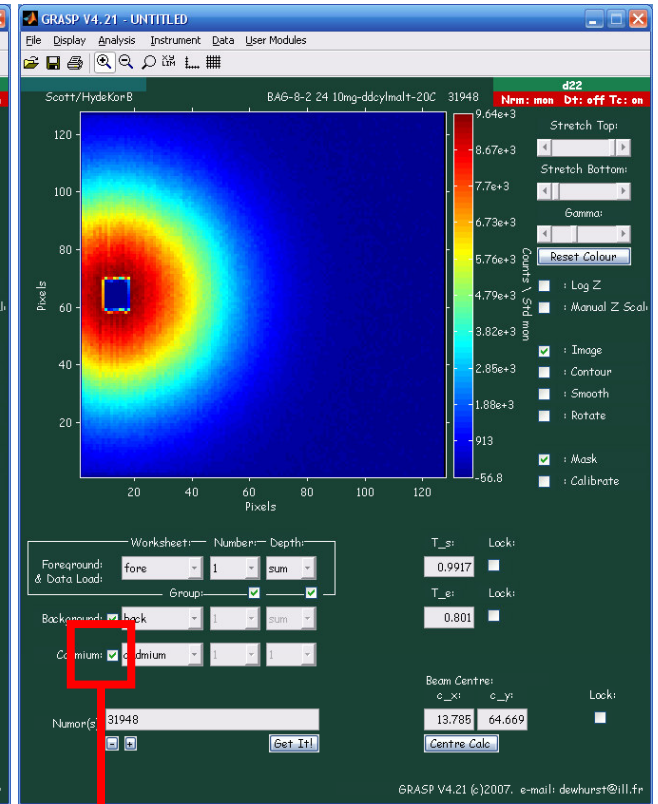 GRASP V4.21 - UNTITLED
File Display Analysis Instrument Data User Modules
XY LIM
d22
Scott/HydeKorB BAG-8-2 24 10mg-ddcylmalt-20C 31948 Nrm: mon Dt: off Tc: on
Stretch Top:
Stretch Bottom:
Gamma:
Reset Colour
: Log Z
: Manual Z Scale
: Image
: Contour
: Smooth
: Rotate
: Mask
: Calibrate
120
100
80
60
40
20
Pixels
20 40 60 80 100 120
Pixels
9.64e+3
8.67e+3
7.7e+3
6.73e+3
5.76e+3
4.79e+3
3.82e+3
2.85e+3
1.88e+3
913
-56.8
Counts \ Std mon
Worksheet: Number: Depth:
Foreground & Data Load: fore 1 sum
Group:
Background: back 1 sum
Cadmium: cadmium 1 1
T_s: Lock:
0.9917
T_e: Lock:
0.801
Beam Centre:
c_x: c_y: Lock:
13.785 64.669
Centre Calc
Numor(s) 31948
- + Get It!
GRASP V4.21 (c)2007. e-mail: dewhurst@ill.fr